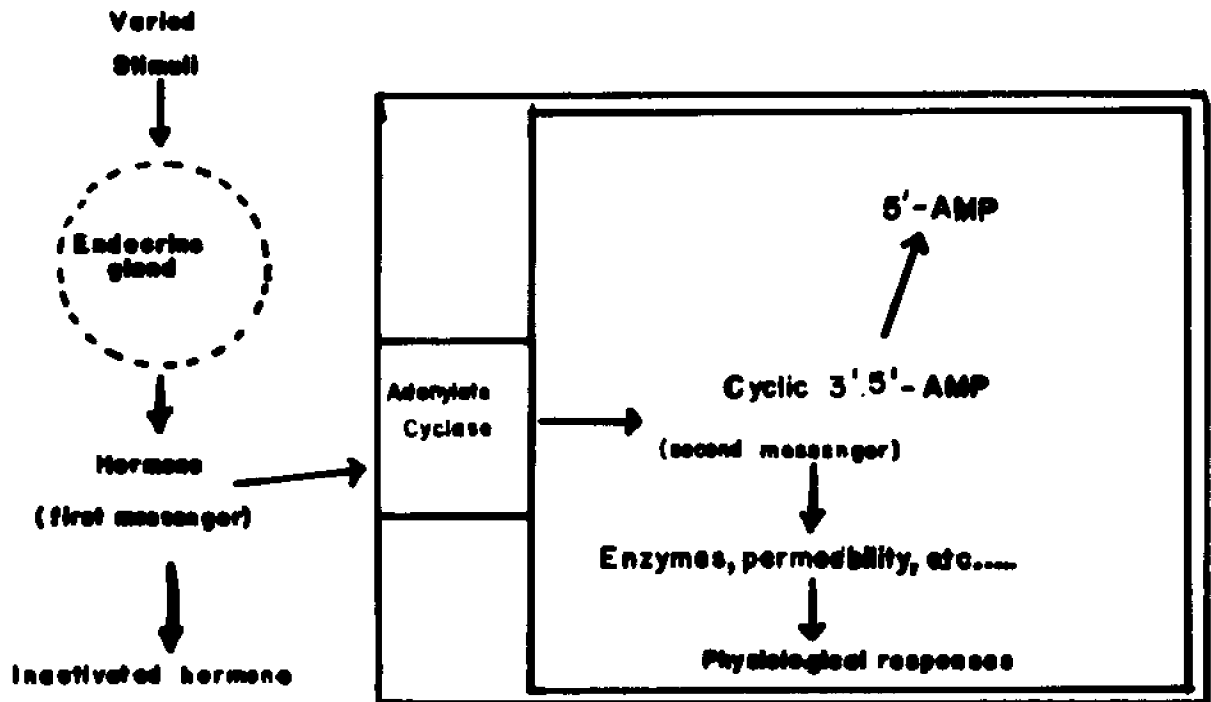 Varied
Stimuli
Endocrine
gland
Hormone
(first messenger)
Inactivated hormone
Adenylate
Cyclase
5'-AMP
Cyclic 3'.5'-AMP
(second messenger)
Enzymes, permeability, etc.....
Physiological responses